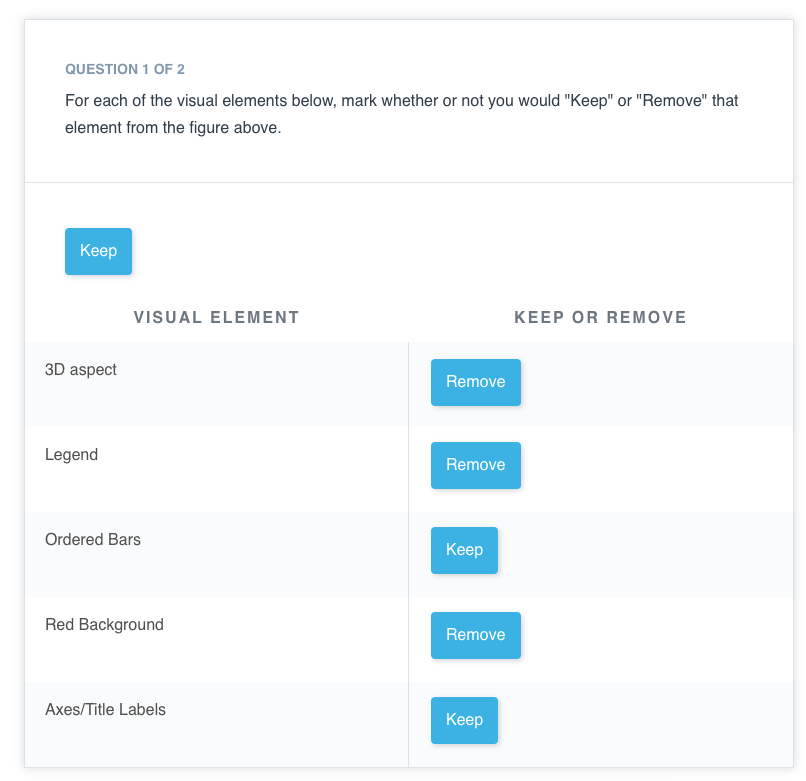 QUESTION 1 OF 2
For each of the visual elements below, mark whether or not you would "Keep" or "Remove" that
element from the figure above.
Keep
VISUAL ELEMENT KEEP OR REMOVE
3D aspect Remove
Legend Remove
Ordered Bars Keep
Red Background Remove
Axes/Title Labels Keep